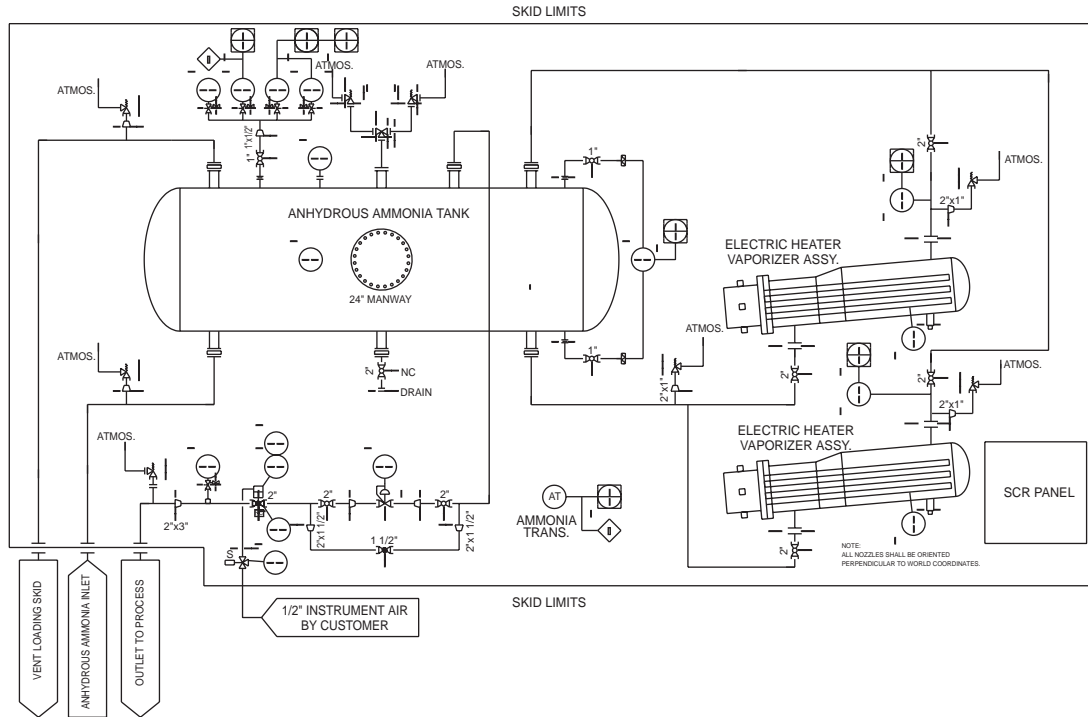 SKID LIMITS
ATMOS.
ATMOS.
ATMOS.
ATMOS.
1"x1/2"
1"
1"
2"
2"x1"
ATMOS.
ANHYDROUS AMMONIA TANK
24" MANWAY
ELECTRIC HEATER
VAPORIZER ASSY.
ATMOS.
ATMOS.
2"
NC
DRAIN
1"
2"x1"
2"
2"
2"x1"
ATMOS.
ATMOS.
2"x3"
2"
2"
2"
2"x1 1/2"
1 1/2"
2"x1 1/2"
S
AT
AMMONIA
TRANS.
ELECTRIC HEATER
VAPORIZER ASSY.
2"
NOTE:
ALL NOZZLES SHALL BE ORIENTED
PERPENDICULAR TO WORLD COORDINATES.
SCR PANEL
SKID LIMITS
1/2" INSTRUMENT AIR
BY CUSTOMER
VENT LOADING SKID
ANHYDROUS AMMONIA INLET
OUTLET TO PROCESS